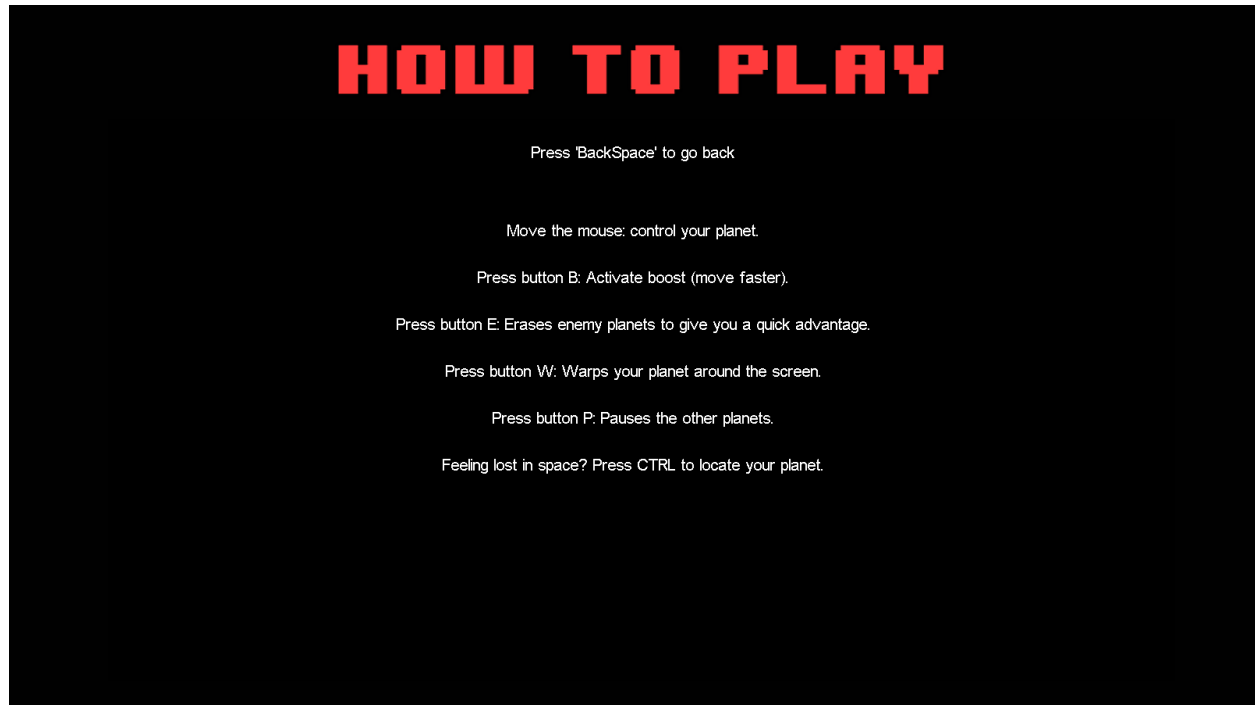 HOW TO PLAY
Press 'BackSpace' to go back
Move the mouse: control your planet.
Press button B: Activate boost (move faster).
Press button E: Erases enemy planets to give you a quick advantage.
Press button W: Warps your planet around the screen.
Press button P: Pauses the other planets.
Feeling lost in space? Press CTRL to locate your planet.